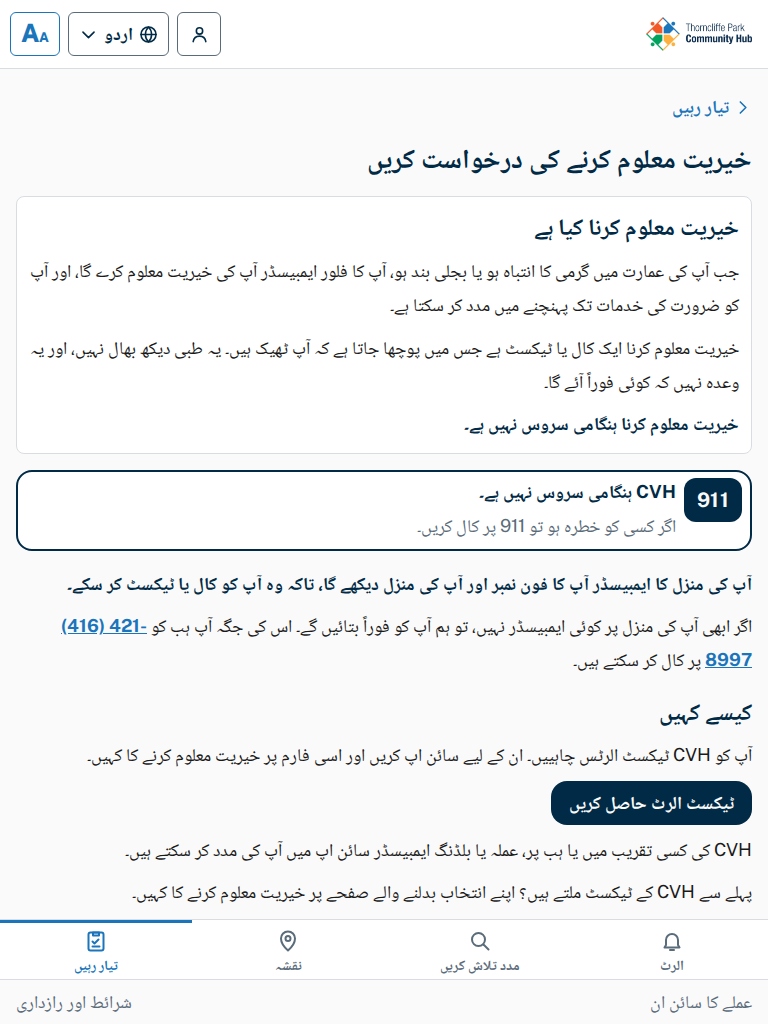 Thorncliffe Park
Community Hub
اردو
AA
تیار رہیں
خیریت معلوم کرنے کی درخواست کریں
خیریت معلوم کرنا کیا ہے
جب آپ کی عمارت میں گرمی کا انتباہ ہو یا بجلی بند ہو، آپ کا فلور ایمبیسڈر آپ کی خیریت معلوم کرے گا، اور آپ
کو ضرورت کی خدمات تک پہنچنے میں مدد کر سکتا ہے۔
خیریت معلوم کرنا ایک کال یا ٹیکسٹ ہے جس میں پوچھا جاتا ہے کہ آپ ٹھیک ہیں۔ یہ طبی دیکھ بھال نہیں، اور یہ
وعدہ نہیں کہ کوئی فوراً آئے گا۔
خیریت معلوم کرنا ہنگامی سروس نہیں ہے۔
911
CVH ہنگامی سروس نہیں ہے۔
اگر کسی کو خطرہ ہو تو 911 پر کال کریں۔
آپ کی منزل کا ایمبیسڈر آپ کا فون نمبر اور آپ کی منزل دیکھے گا، تاکہ وہ آپ کو کال یا ٹیکسٹ کر سکے۔
اگر ابھی آپ کی منزل پر کوئی ایمبیسڈر نہیں، تو ہم آپ کو فوراً بتائیں گے۔ اس کی جگہ آپ ہب کو (416) 421-
8997 پر کال کر سکتے ہیں۔
کیسے کہیں
آپ کو CVH ٹیکسٹ الرٹس چاہییں۔ ان کے لیے سائن اپ کریں اور اسی فارم پر خیریت معلوم کرنے کا کہیں۔
ٹیکسٹ الرٹ حاصل کریں
CVH کی کسی تقریب میں یا ہب پر، عملہ یا بلڈنگ ایمبیسڈر سائن اپ میں آپ کی مدد کر سکتے ہیں۔
پہلے سے CVH کے ٹیکسٹ ملتے ہیں؟ اپنے انتخاب بدلنے والے صفحے پر خیریت معلوم کرنے کا کہیں۔
الرٹ
مدد تلاش کریں
نقشہ
تیار رہیں
عملے کا سائن ان
شرائط اور رازداری